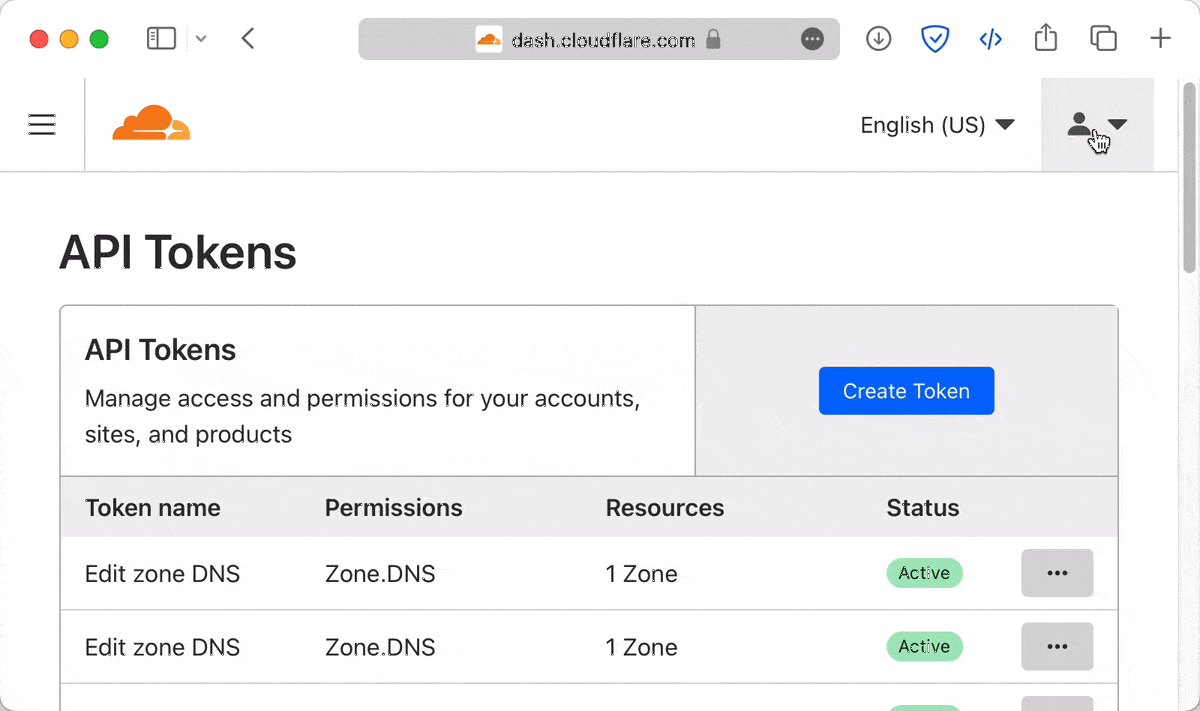 dash.cloudflare.com
English (US)
API Tokens
API Tokens
Manage access and permissions for your accounts,
sites, and products
Create Token
Token name Permissions Resources Status
Edit zone DNS Zone.DNS 1 Zone Active
Edit zone DNS Zone.DNS 1 Zone Active